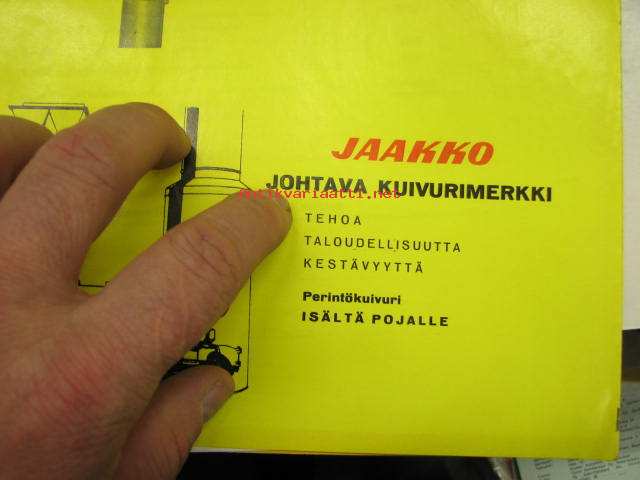 JAAKKO
JOHTAVA KUIVURIMERKKI
antikvariaatti.net
TEHOA
TALOUDELLISUUTTA
KESTÄVYYTTÄ
Perintökuivuri
ISÄLTÄ POJALLE